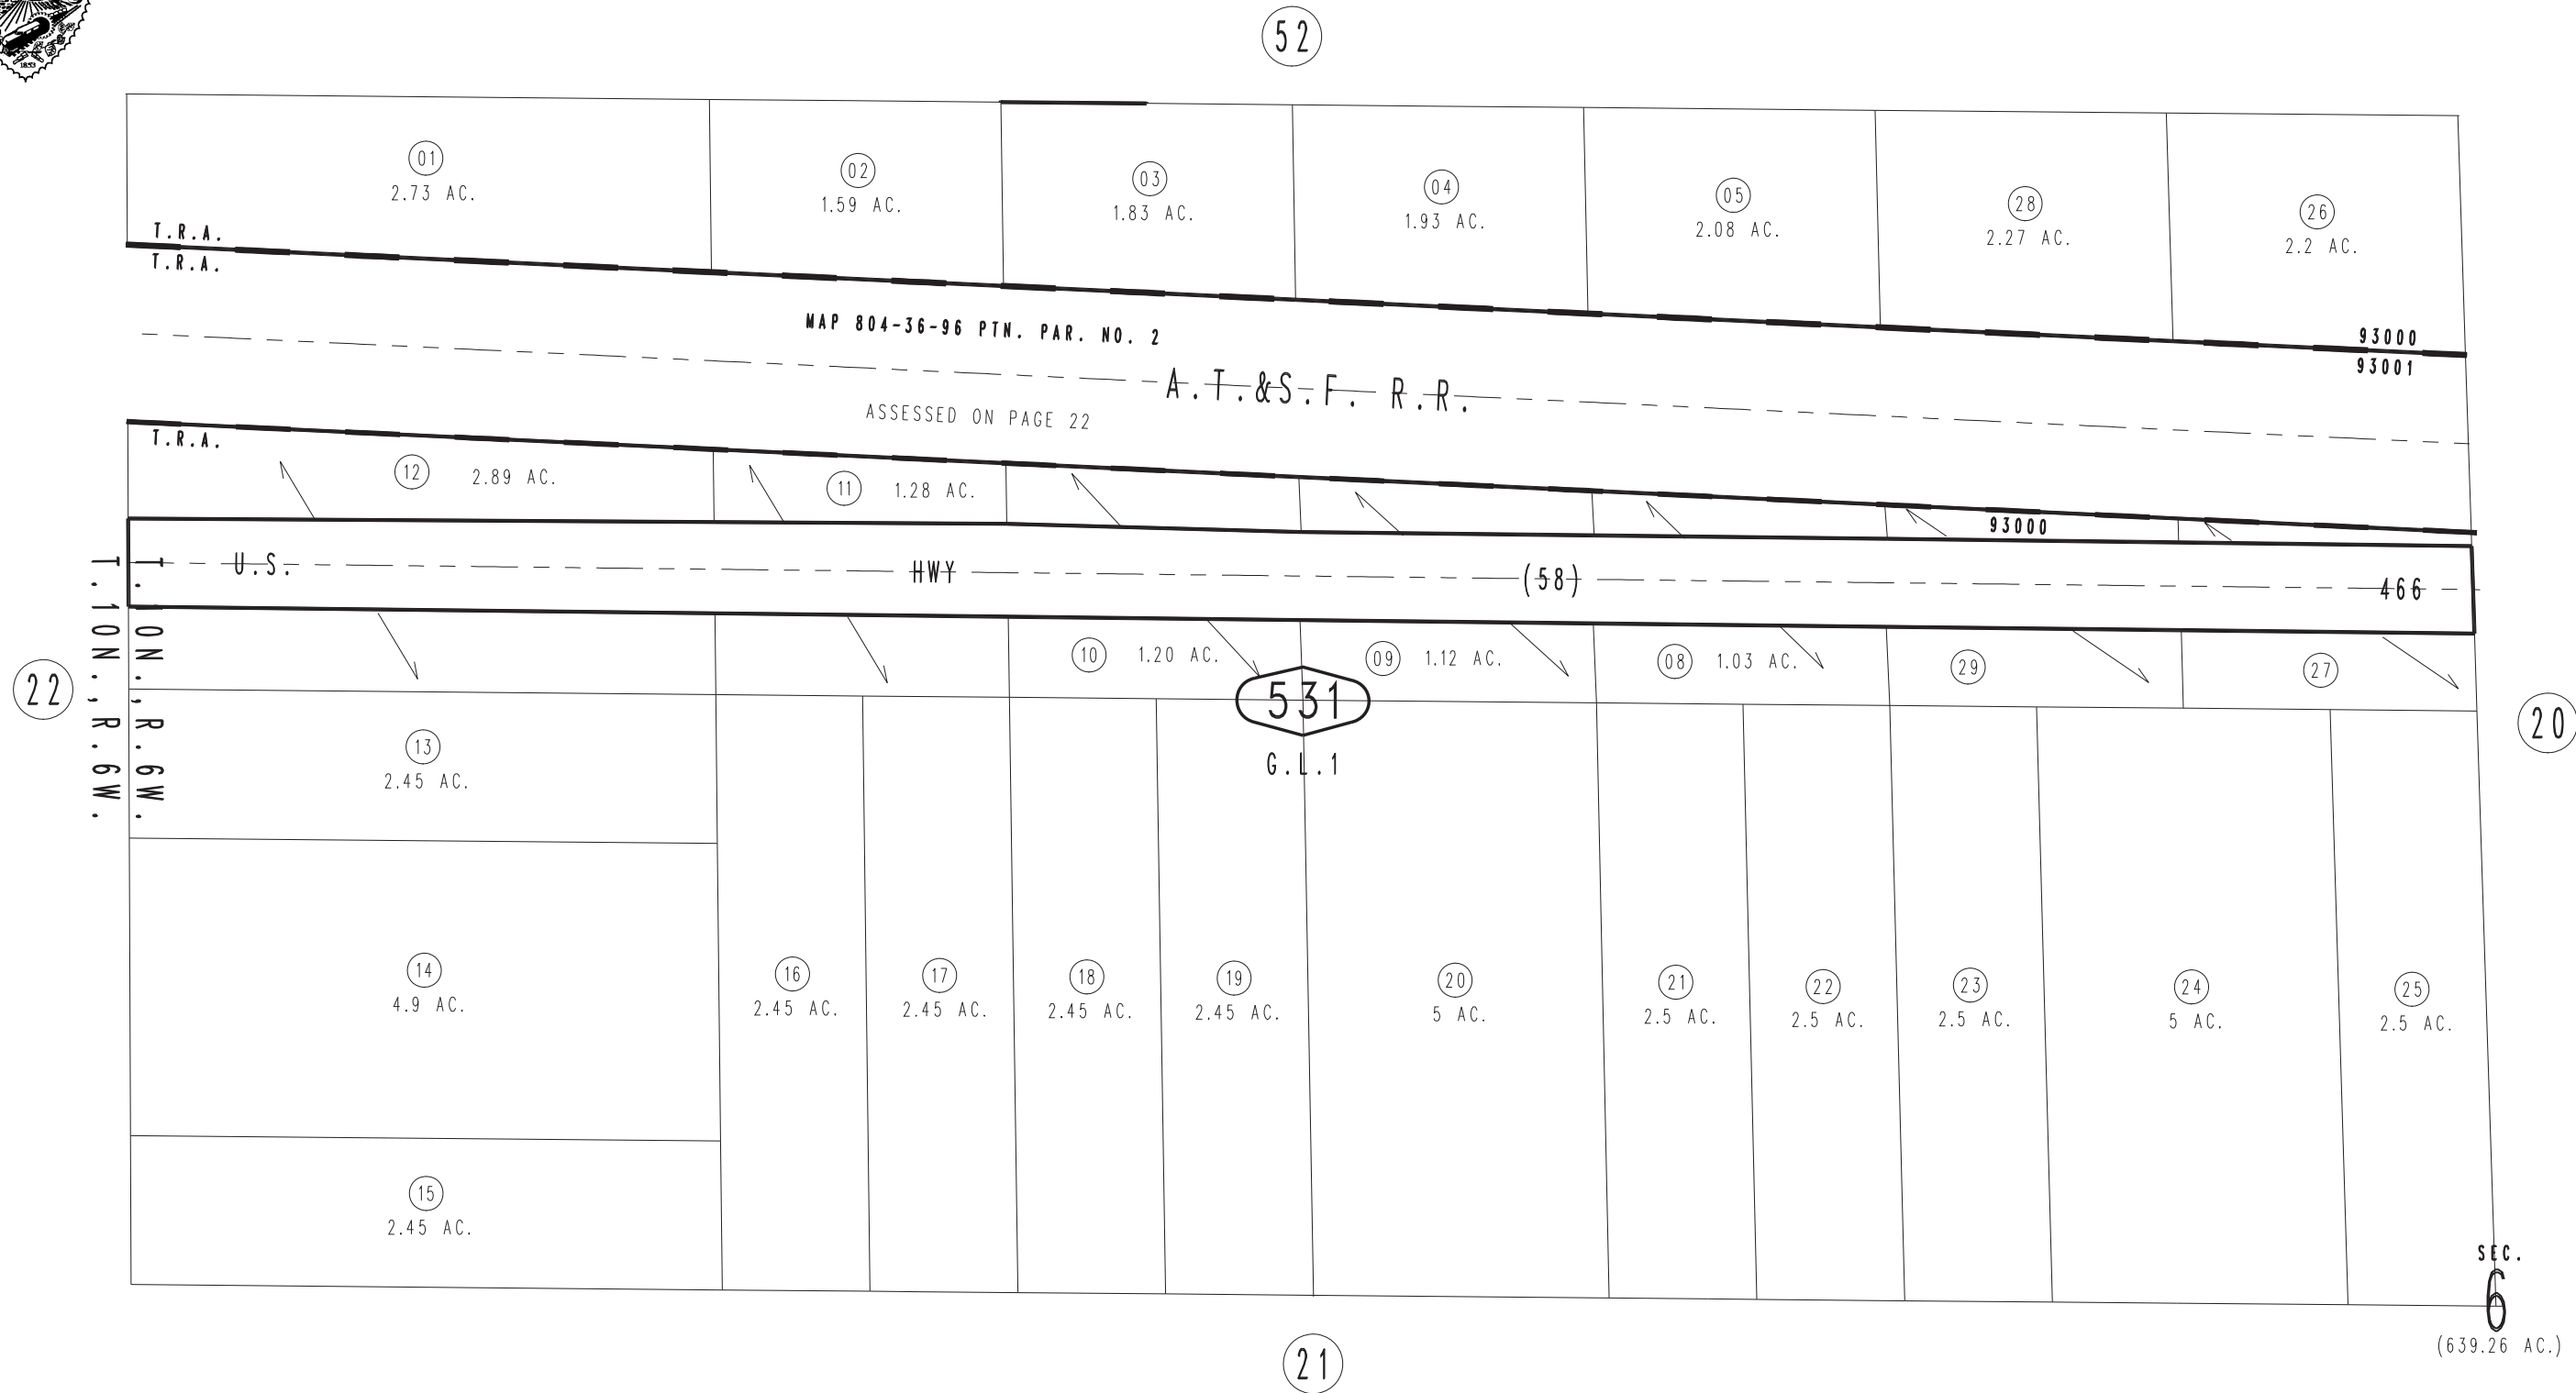 1853
52
01
2.73 AC.
02
1.59 AC.
03
1.83 AC.
04
1.93 AC.
05
2.08 AC.
28
2.27 AC.
26
2.2 AC.
T.R.A.
T.R.A.
93000
93001
MAP 804-36-96 PTN. PAR. NO. 2
A.T.&S.F. R.R.
ASSESSED ON PAGE 22
T.R.A.
12 2.89 AC.
11 1.28 AC.
93000
U.S. HWY (58) 466
T.10N.,R.6W.
T.10N.,R.6W.
22
10 1.20 AC.
09 1.12 AC.
08 1.03 AC.
29
27
531
G.L.1
20
13
2.45 AC.
14
4.9 AC.
15
2.45 AC.
16
2.45 AC.
17
2.45 AC.
18
2.45 AC.
19
2.45 AC.
20
5 AC.
21
2.5 AC.
22
2.5 AC.
23
2.5 AC.
24
5 AC.
25
2.5 AC.
SEC.
6
(639.26 AC.)
21